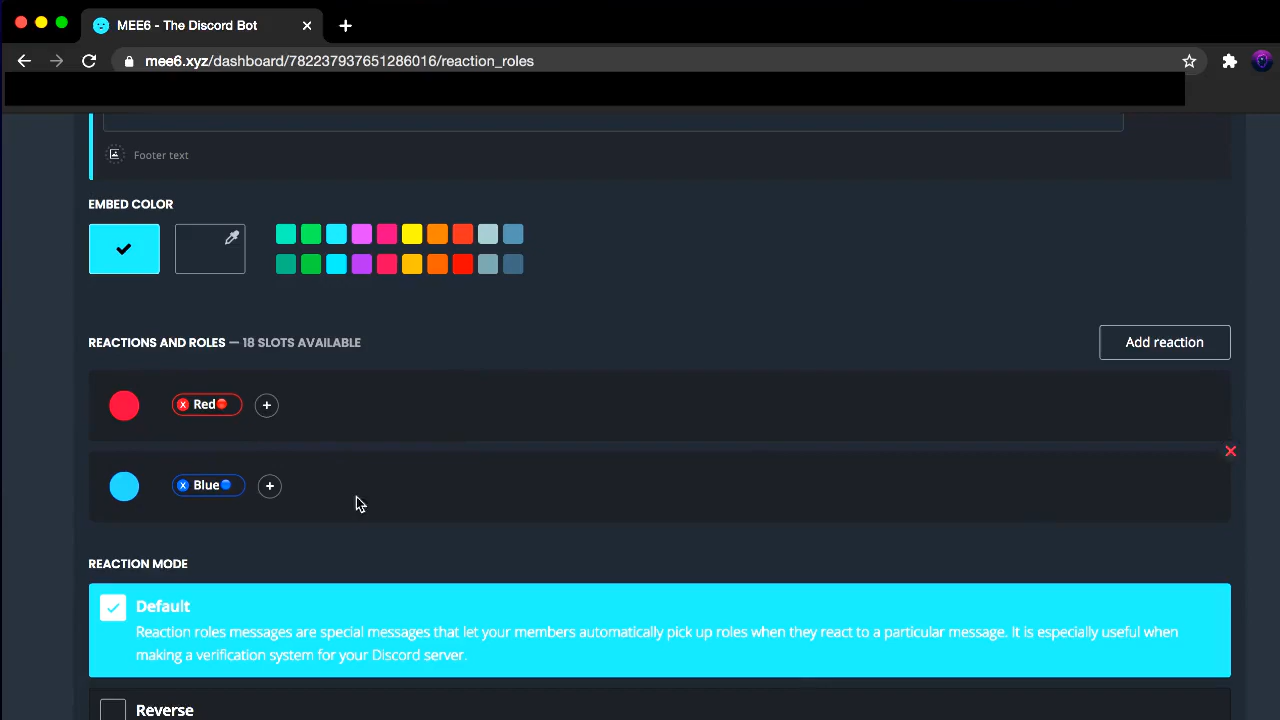 MEE6 - The Discord Bot
mee6.xyz/dashboard/782237937651286016/reaction_roles
Footer text
EMBED COLOR
REACTIONS AND ROLES — 18 SLOTS AVAILABLE
Add reaction
Red
Blue
REACTION MODE
Default
Reaction roles messages are special messages that let your members automatically pick up roles when they react to a particular message. It is especially useful when
making a verification system for your Discord server.
Reverse